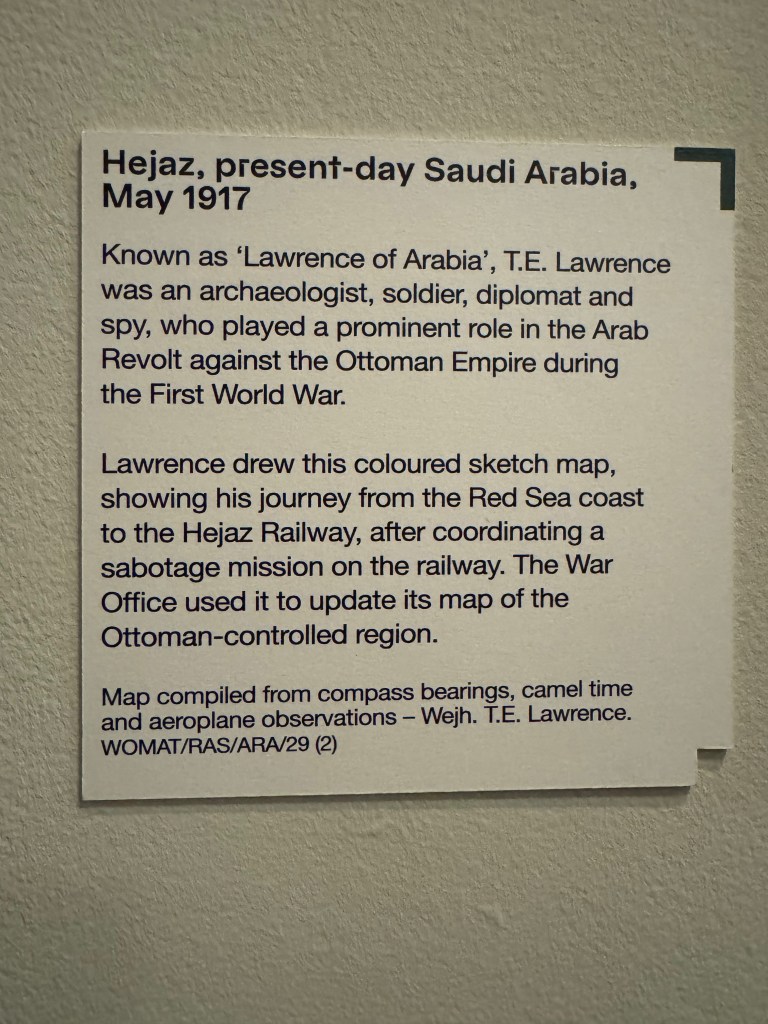 Hejaz, present-day Saudi Arabia,
May 1917
Known as ‘Lawrence of Arabia’, T.E. Lawrence
was an archaeologist, soldier, diplomat and
spy, who played a prominent role in the Arab
Revolt against the Ottoman Empire during
the First World War.
Lawrence drew this coloured sketch map,
showing his journey from the Red Sea coast
to the Hejaz Railway, after coordinating a
sabotage mission on the railway. The War
Office used it to update its map of the
Ottoman-controlled region.
Map compiled from compass bearings, camel time
and aeroplane observations – Wejh. T.E. Lawrence.
WOMAT/RAS/ARA/29 (2)